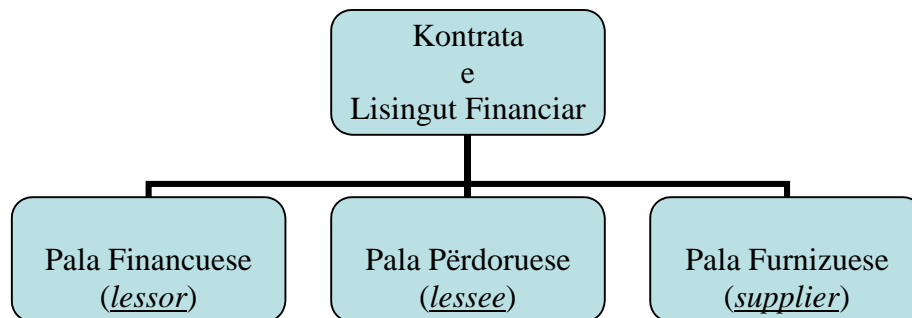 Kontrata
e
Lisingut Financiar
Pala Financuese
(lessor)
Pala Përdoruese
(lessee)
Pala Furnizuese
(supplier)